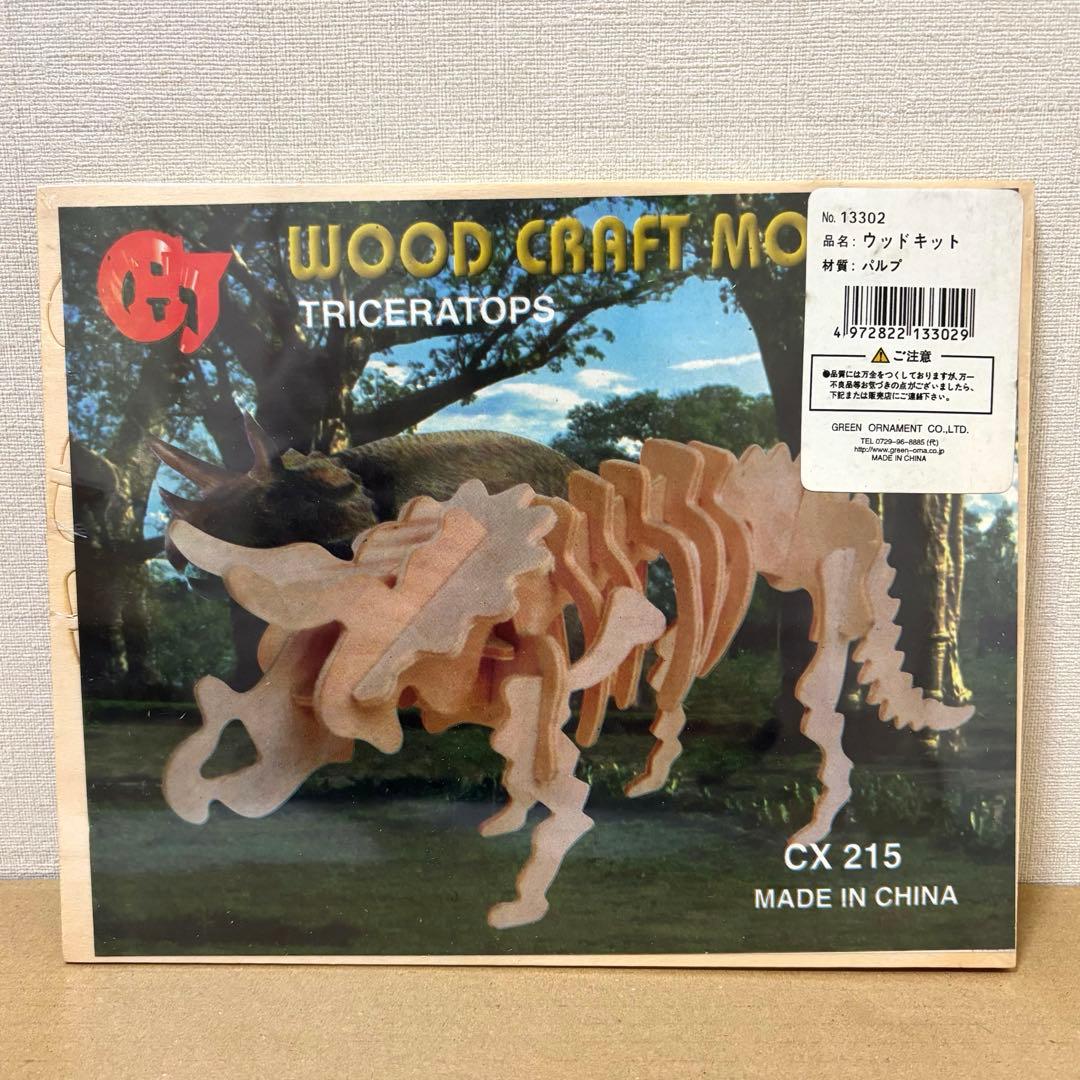 WOOD CRAFT MO
TRICERATOPS
No. 13302
品名: ウッドキット
材質: パルプ
4 972822 133029
ご注意
●品質には万全をつくしておりますが、万一
不良品等お気づきの点がございましたら、
下記または販売店にご連絡下さい。
GREEN ORNAMENT CO.,LTD.
TEL 0729-96-8885 (代)
http://www.green-orna.co.jp
MADE IN CHINA
CX 215
MADE IN CHINA